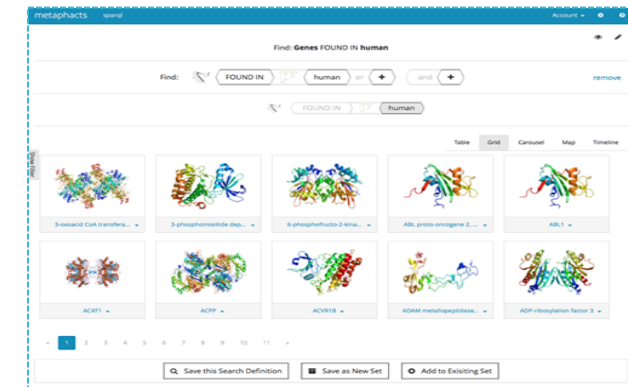 metaphacts sparql Account
Find: Genes FOUND IN human
Find: FOUND IN human or + and + remove
FOUND IN human
Table Grid Carousel Map Timeline
Show Filter
3-oxoacid CoA transfera... 3-phosphoinositide dep... 6-phosphofructo-2-kina... ABL proto-oncogene 2, ... ABL1
ACAT1 ACPP ACVR1B ADAM metallopeptidase... ADP-ribosylation factor 3
« 1 2 3 4 5 6 7 8 9 10 11 »
Save this Search Definition Save as New Set Add to Exisiting Set